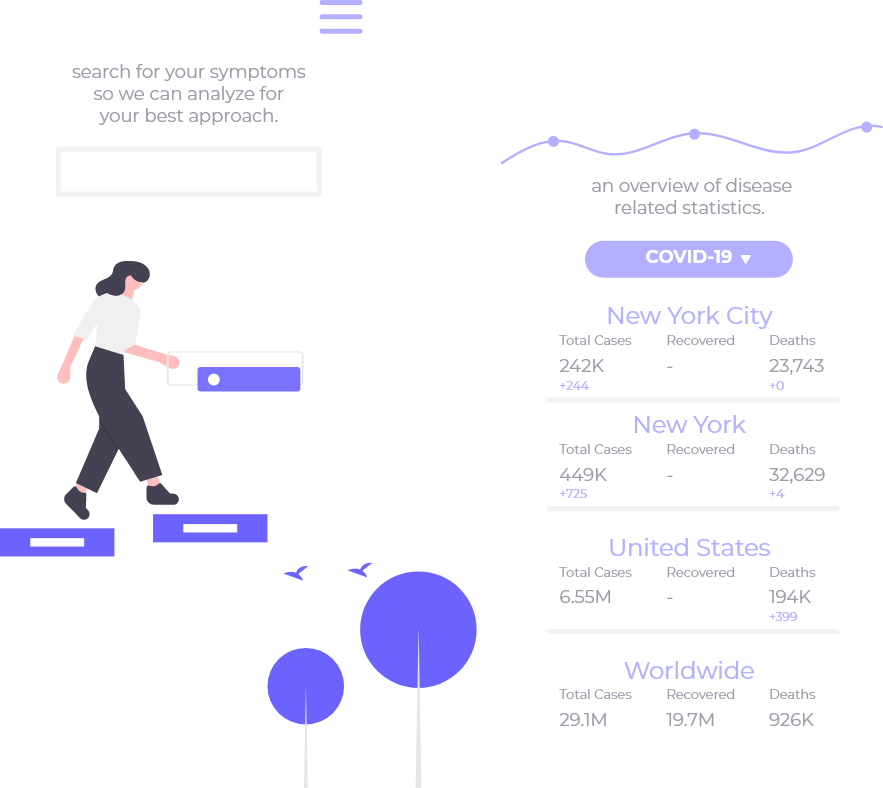 search for your symptoms
so we can analyze for
your best approach.
an overview of disease
related statistics.
COVID-19
New York City
Total Cases Recovered Deaths
242K - 23,743
+244 +0
New York
Total Cases Recovered Deaths
449K - 32,629
+725 +4
United States
Total Cases Recovered Deaths
6.55M - 194K
+399
Worldwide
Total Cases Recovered Deaths
29.1M 19.7M 926K